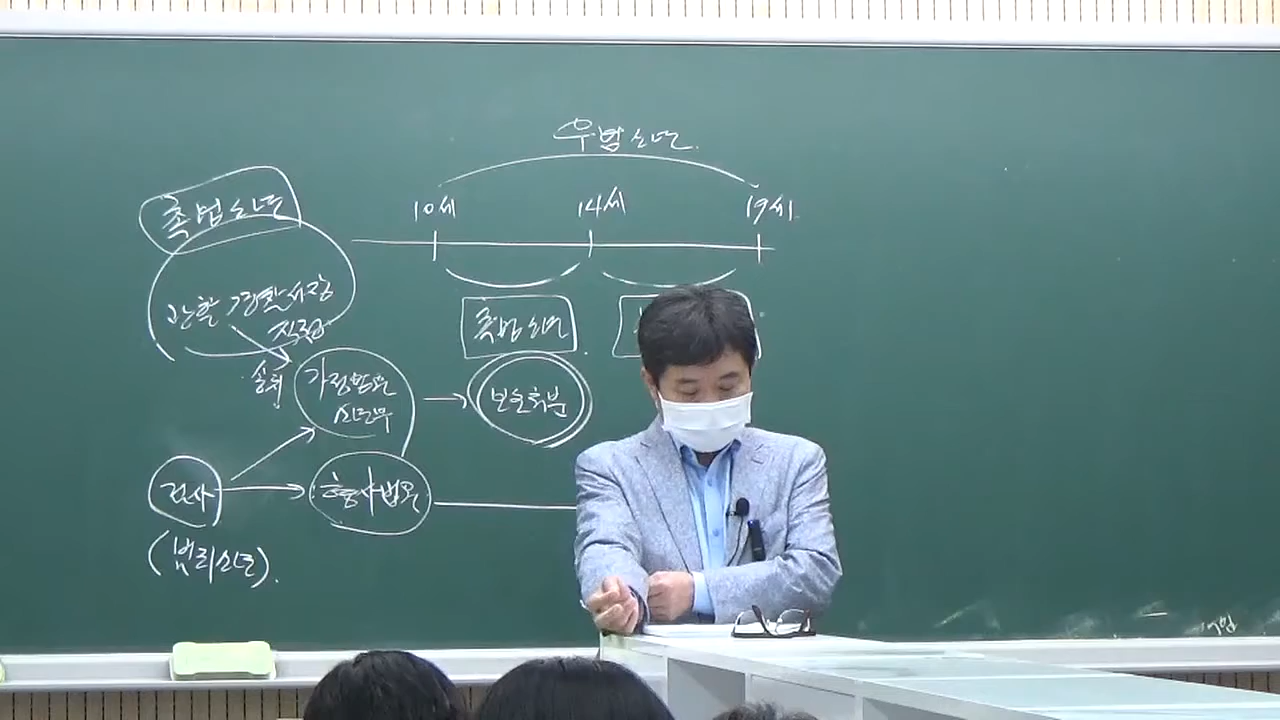 우범소년.
10세 14세 19세
촉법소년
관할 경찰서장
직접
송치
촉법소년
가정법원
소년부
보호처분
검사
형사법원
(범죄소년).